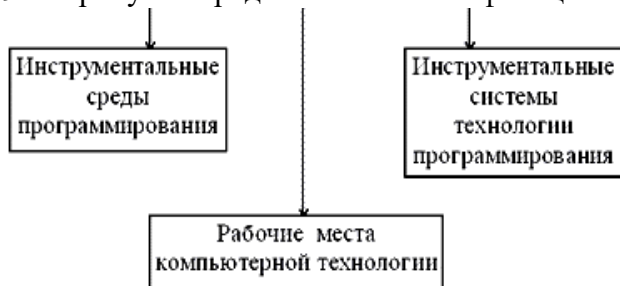 Инструментальные
среды
программирования
Инструментальные
системы
технологии
программирования
Рабочие места
компьютерной технологии